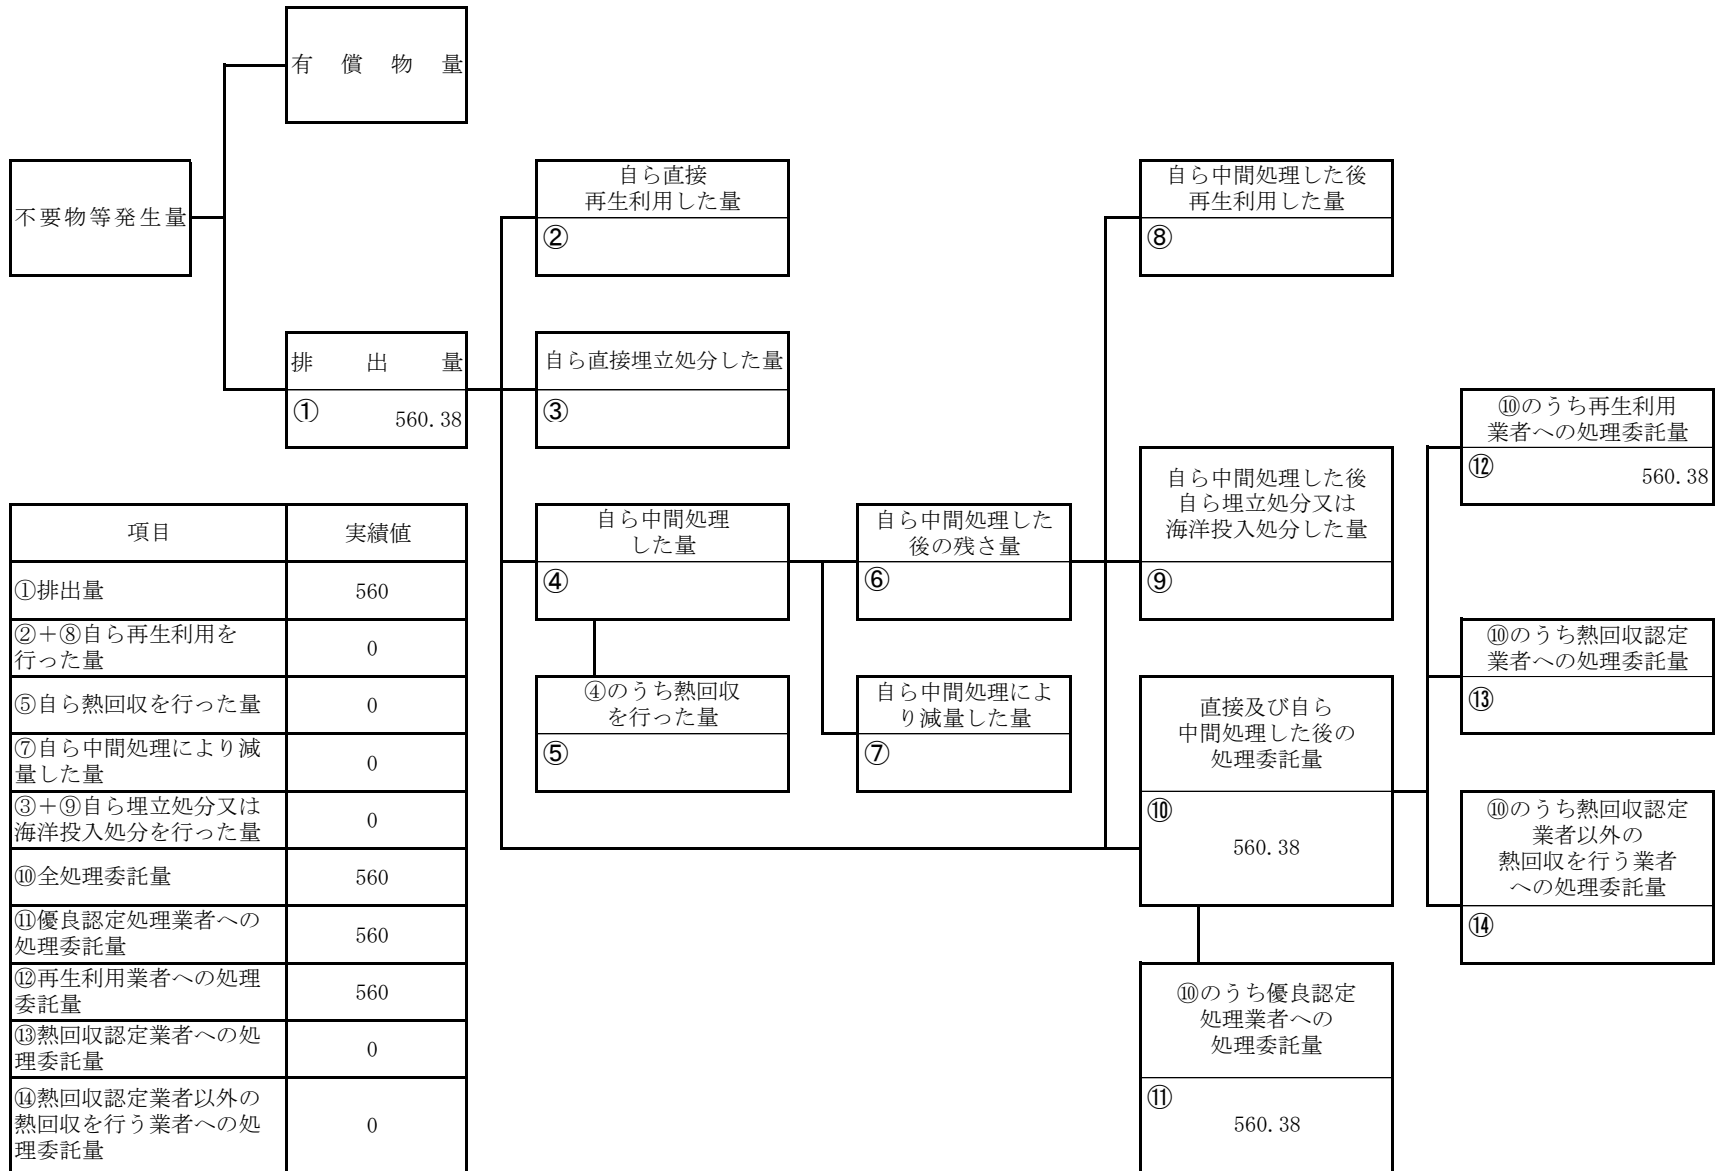 有償物量
不要物等発生量
自ら直接
再生利用した量
②
自ら中間処理した後
再生利用した量
⑧
排出量
① 560.38
自ら直接埋立処分した量
③
⑩のうち再生利用
業者への処理委託量
⑫ 560.38
自ら中間処理
した量
④
自ら中間処理した
後の残さ量
⑥
自ら中間処理した後
自ら埋立処分又は
海洋投入処分した量
⑨
⑩のうち熱回収認定
業者への処理委託量
⑬
④のうち熱回収
を行った量
⑤
自ら中間処理によ
り減量した量
⑦
直接及び自ら
中間処理した後の
処理委託量
⑩
560.38
⑩のうち熱回収認定
業者以外の
熱回収を行う業者
への処理委託量
⑭
⑩のうち優良認定
処理業者への
処理委託量
⑪
560.38
項目 実績値
①排出量 560
②＋⑧自ら再生利用を
行った量 0
⑤自ら熱回収を行った量 0
⑦自ら中間処理により減
量した量 0
③＋⑨自ら埋立処分又は
海洋投入処分を行った量 0
⑩全処理委託量 560
⑪優良認定処理業者への
処理委託量 560
⑫再生利用業者への処理
委託量 560
⑬熱回収認定業者への処
理委託量 0
⑭熱回収認定業者以外の
熱回収を行う業者への処
理委託量 0